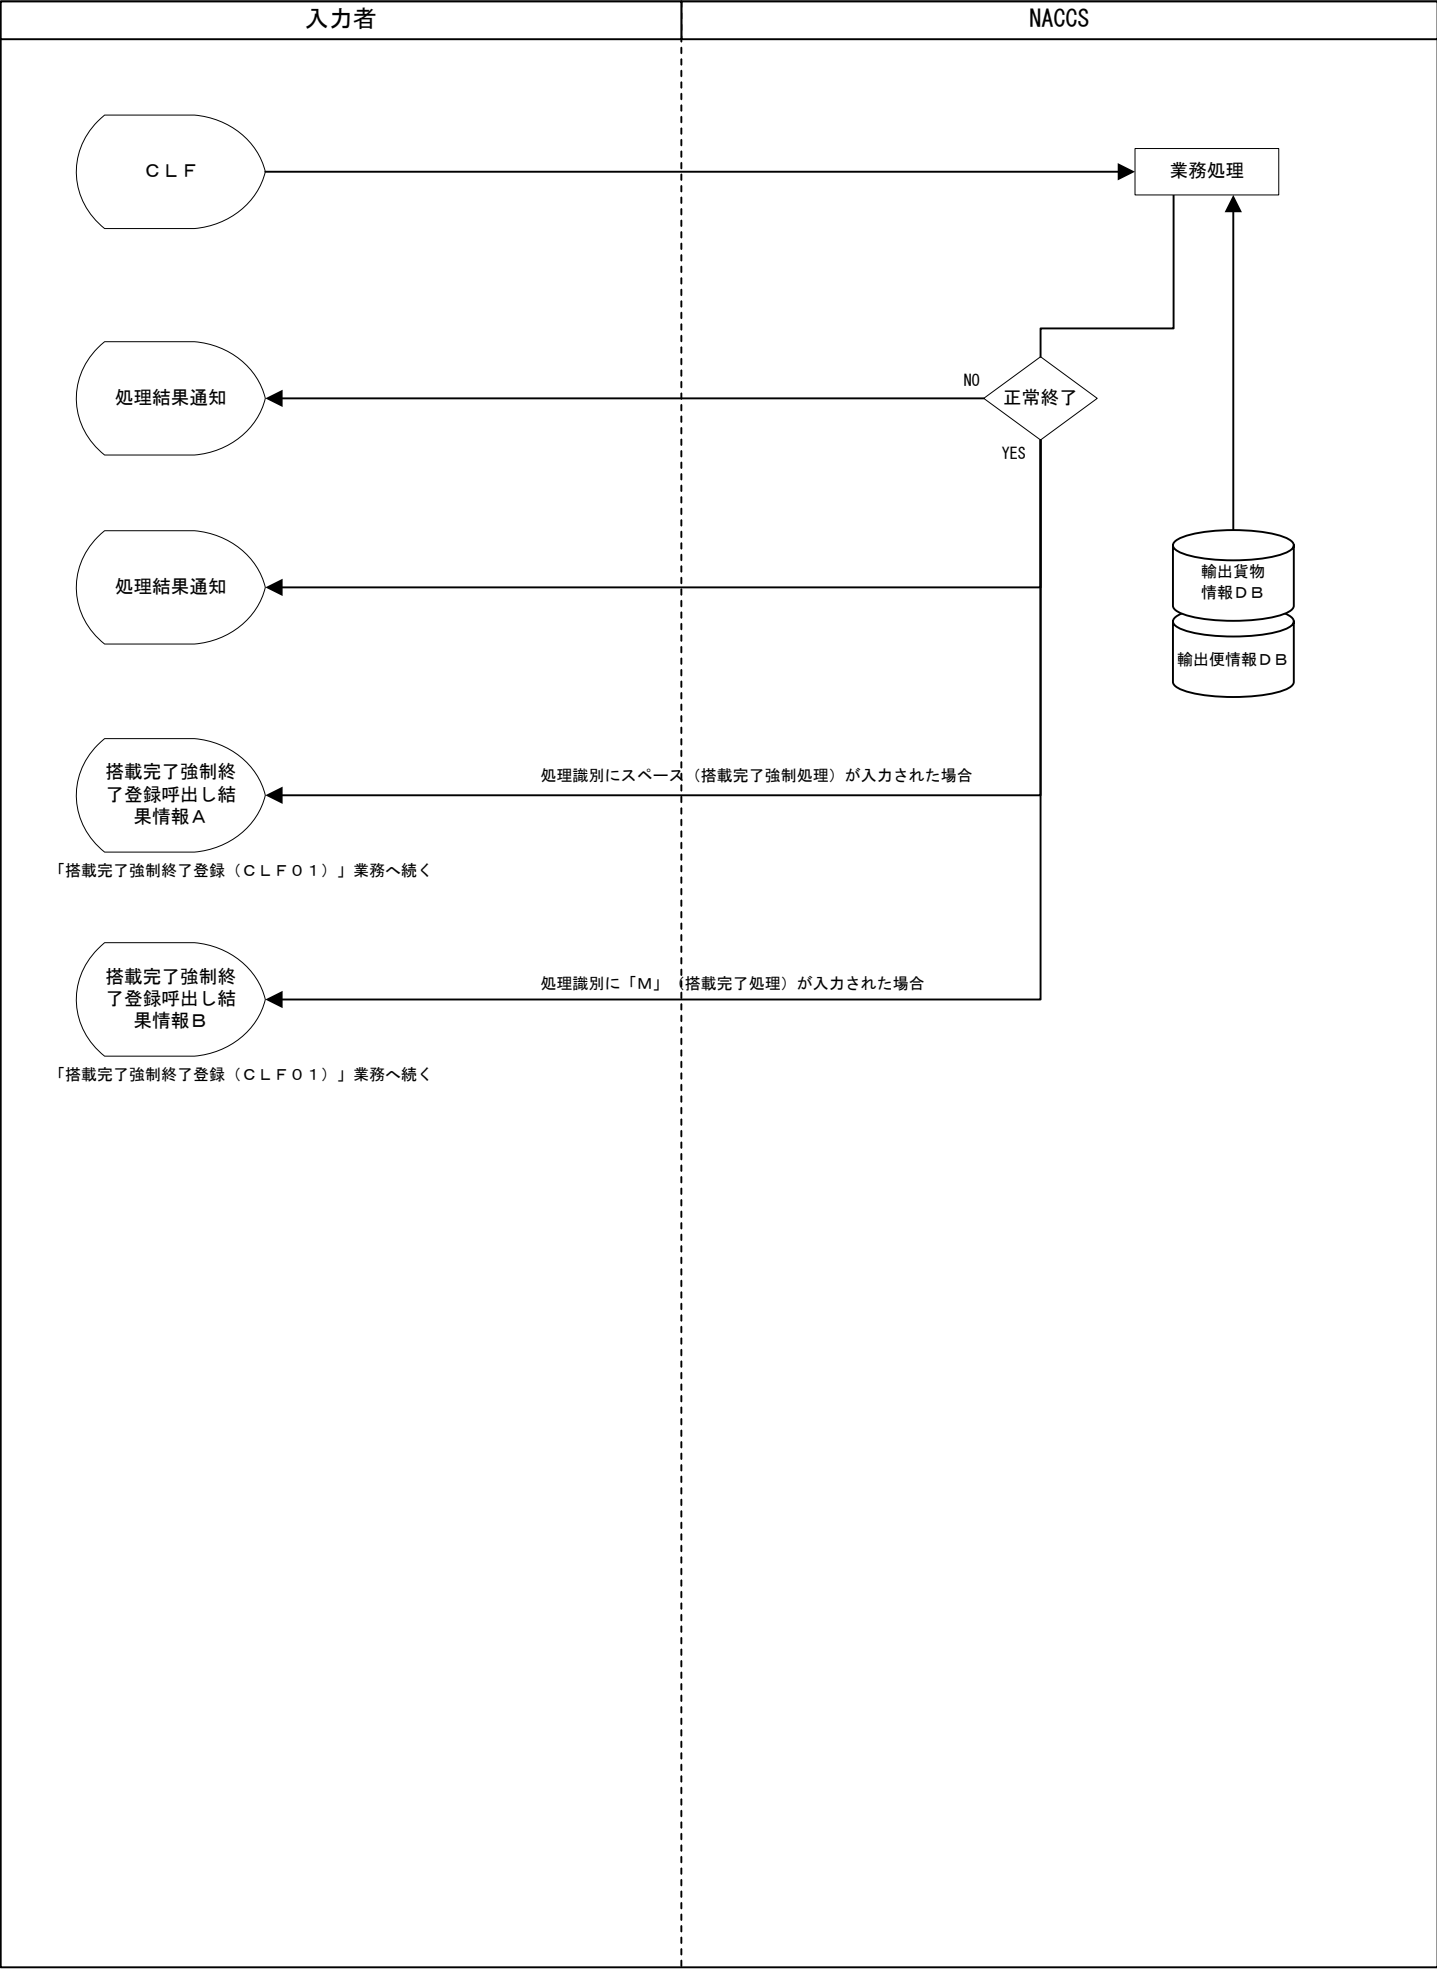 入力者
NACCS
ＣＬＦ
業務処理
処理結果通知
NO
正常終了
YES
処理結果通知
輸出貨物
情報ＤＢ
輸出便情報ＤＢ
搭載完了強制終
了登録呼出し結
果情報Ａ
処理識別にスペース（搭載完了強制処理）が入力された場合
「搭載完了強制終了登録（ＣＬＦ０１）」業務へ続く
搭載完了強制終
了登録呼出し結
果情報Ｂ
処理識別に「Ｍ」（搭載完了処理）が入力された場合
「搭載完了強制終了登録（ＣＬＦ０１）」業務へ続く